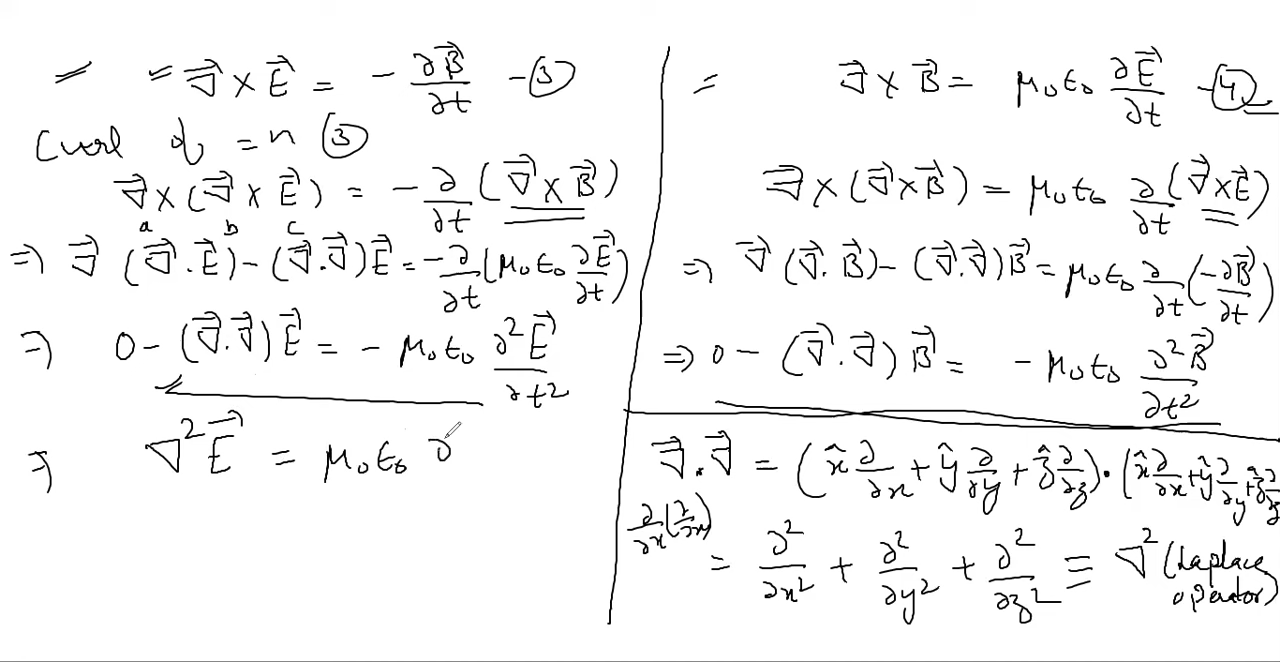 ∇⃗ × E⃗ = − ∂B⃗/∂t −③
Curl of =n ③
∇⃗ × (∇⃗ × E⃗) = − ∂/∂t (∇⃗ × B⃗)
a b c
⇒ ∇⃗ (∇⃗ . E⃗) − (∇⃗ . ∇⃗) E⃗ = − ∂/∂t (μ₀ε₀ ∂E⃗/∂t)
⇒ 0 − (∇⃗ . ∇⃗) E⃗ = − μ₀ε₀ ∂²E⃗/∂t²
⇒ ∇²E⃗ = μ₀ε₀ ∂
= ∇⃗ × B⃗ = μ₀ε₀ ∂E⃗/∂t −④
∇⃗ × (∇⃗ × B⃗) = μ₀ε₀ ∂/∂t (∇⃗ × E⃗)
⇒ ∇⃗ (∇⃗ . B⃗) − (∇⃗ . ∇⃗) B⃗ = μ₀ε₀ ∂/∂t (−∂B⃗/∂t)
⇒ 0 − (∇⃗ . ∇⃗) B⃗ = − μ₀ε₀ ∂²B⃗/∂t²
∇⃗ . ∇⃗ = (x̂ ∂/∂x + ŷ ∂/∂y + ẑ ∂/∂z) . (x̂ ∂/∂x + ŷ ∂/∂y + ẑ ∂/∂z
∂/∂x (∂/∂x)
= ∂²/∂x² + ∂²/∂y² + ∂²/∂z² ≡ ∇² (Laplace
operator)